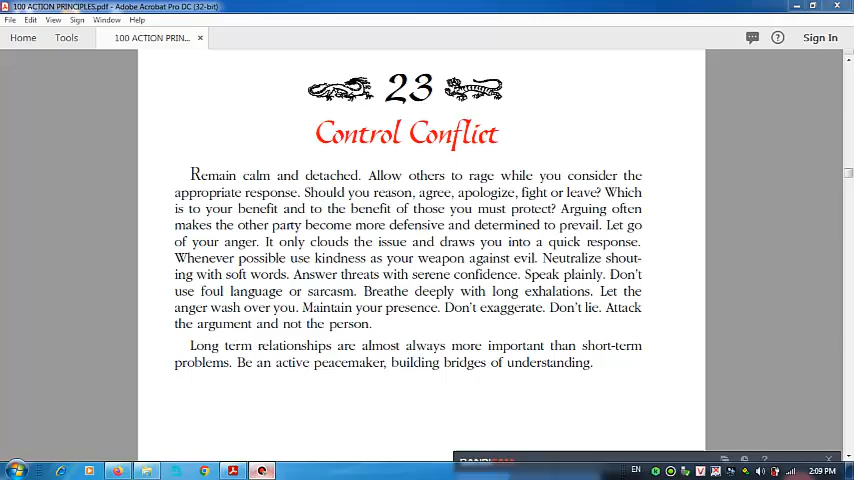 100 ACTION PRINCIPLES.pdf - Adobe Acrobat Pro DC (32-bit)
File Edit View Sign Window Help
Home Tools 100 ACTION PRIN... × Sign In
23
Control Conflict
Remain calm and detached. Allow others to rage while you consider the
appropriate response. Should you reason, agree, apologize, fight or leave? Which
is to your benefit and to the benefit of those you must protect? Arguing often
makes the other party become more defensive and determined to prevail. Let go
of your anger. It only clouds the issue and draws you into a quick response.
Whenever possible use kindness as your weapon against evil. Neutralize shout-
ing with soft words. Answer threats with serene confidence. Speak plainly. Don't
use foul language or sarcasm. Breathe deeply with long exhalations. Let the
anger wash over you. Maintain your presence. Don't exaggerate. Don't lie. Attack
the argument and not the person.
Long term relationships are almost always more important than short-term
problems. Be an active peacemaker, building bridges of understanding.
EN 2:09 PM